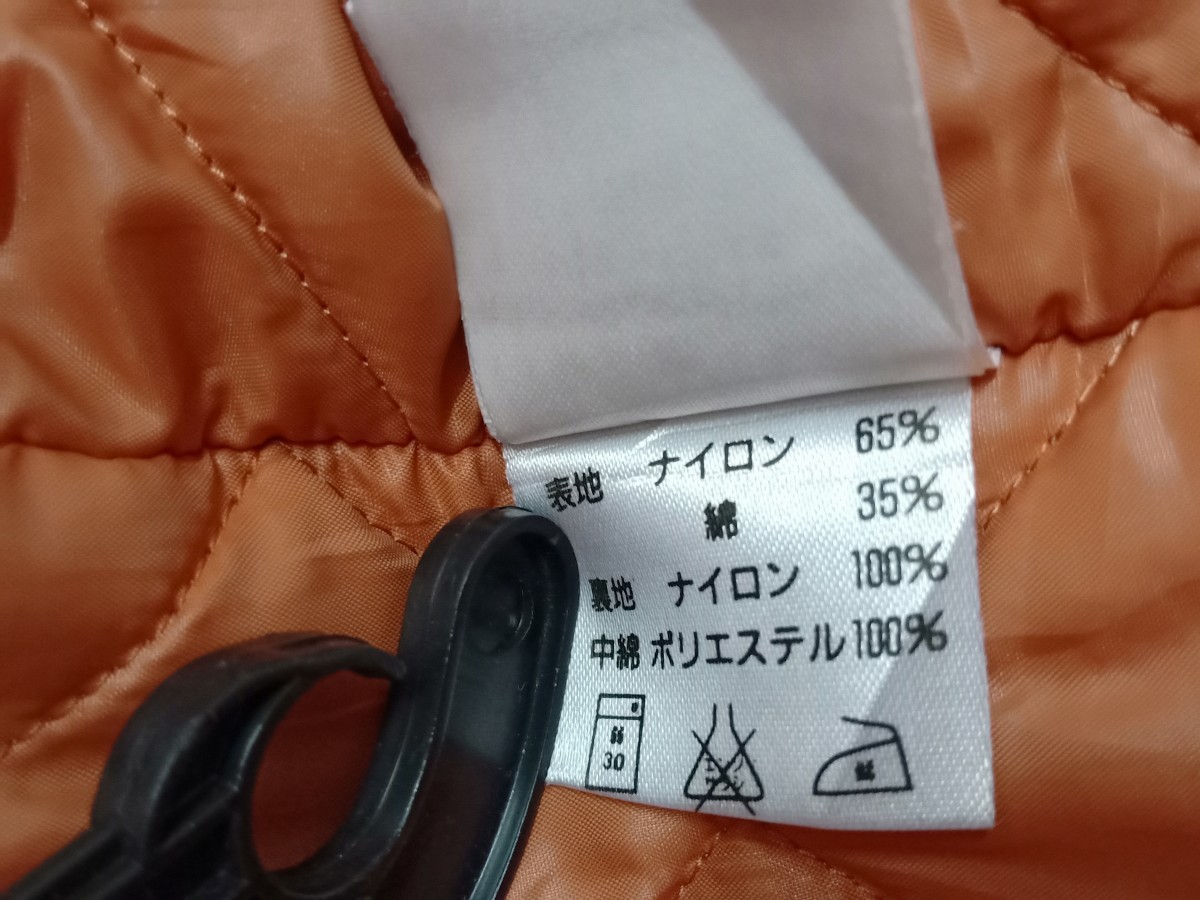 表地 ナイロン 65%
綿 35%
裏地 ナイロン 100%
中綿 ポリエステル 100%
30